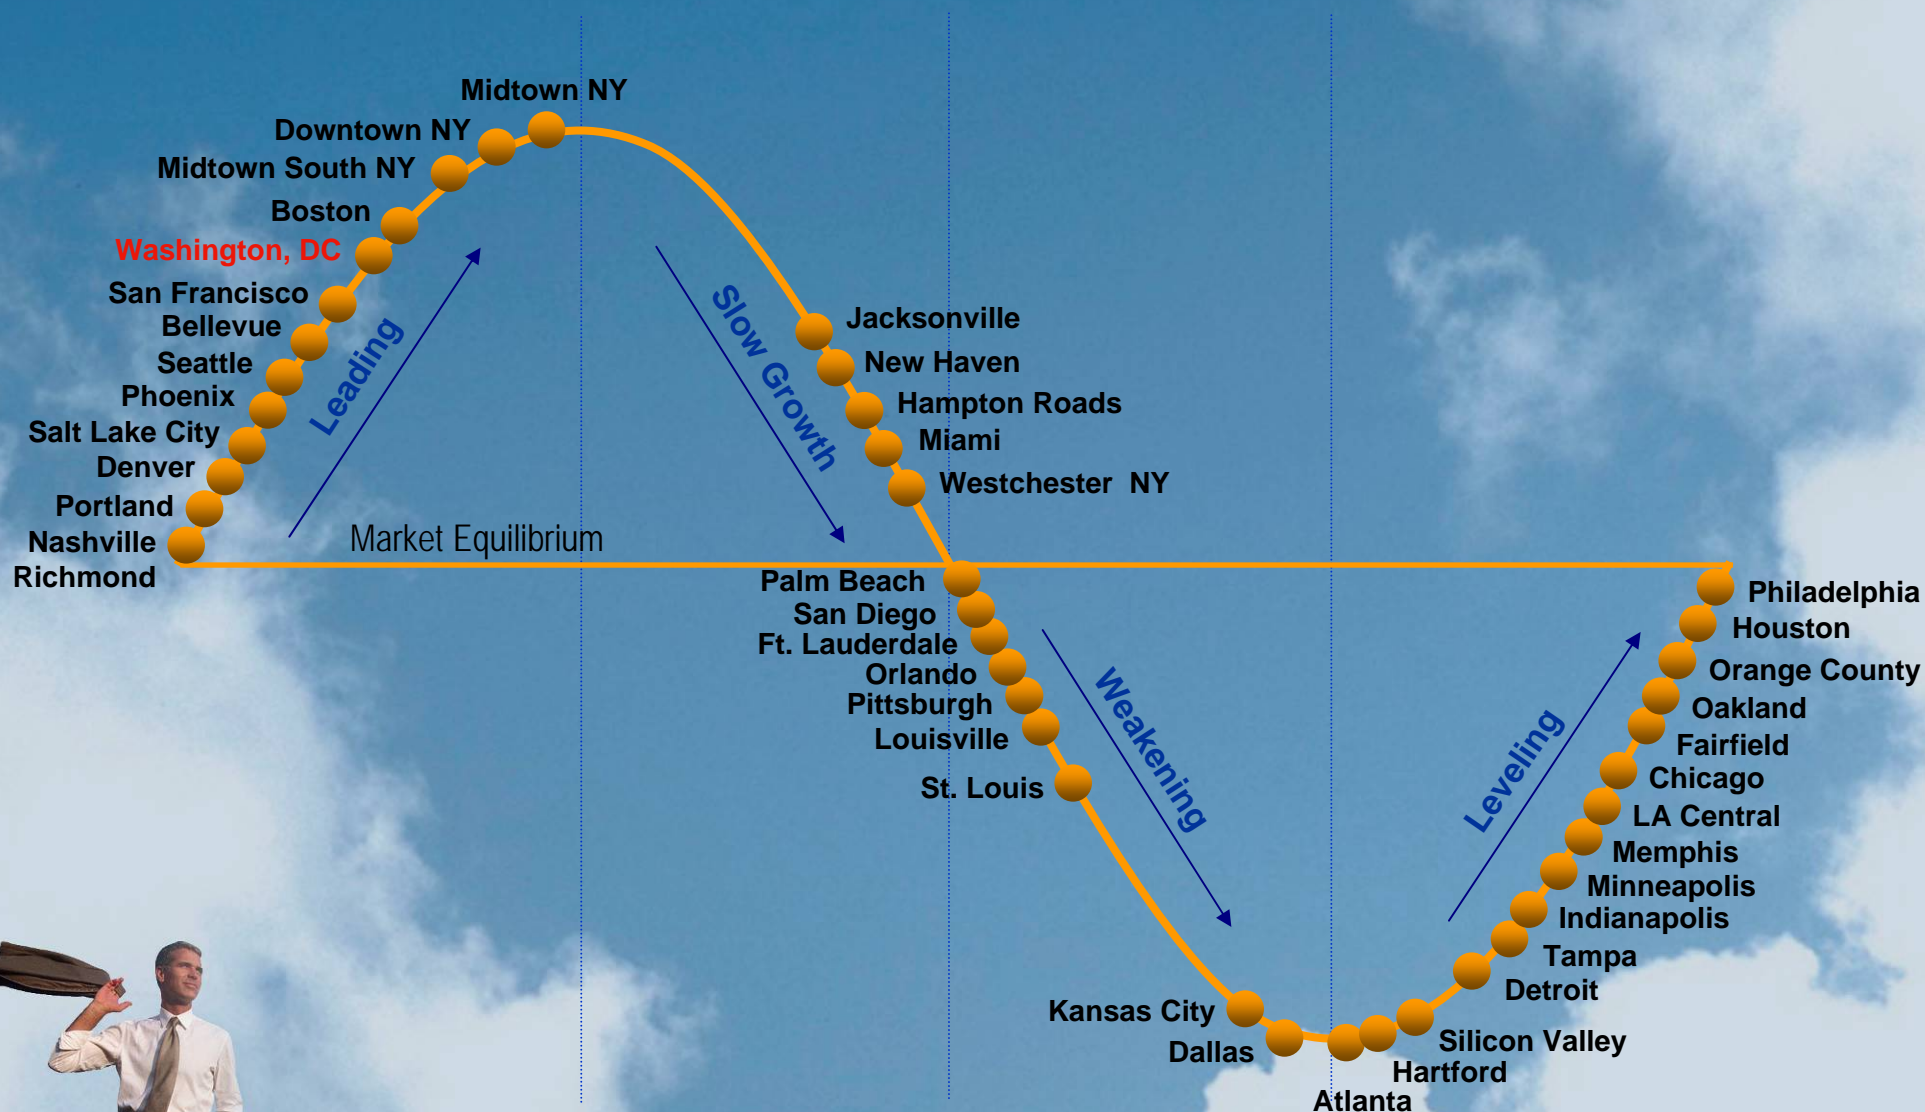 Midtown NY
Downtown NY
Midtown South NY
Boston
Washington, DC
San Francisco
Bellevue
Seattle
Phoenix
Salt Lake City
Denver
Portland
Nashville
Richmond
Leading
Market Equilibrium
Slow Growth
Jacksonville
New Haven
Hampton Roads
Miami
Westchester NY
Palm Beach
San Diego
Ft. Lauderdale
Orlando
Pittsburgh
Louisville
St. Louis
Weakening
Kansas City
Dallas
Leveling
Philadelphia
Houston
Orange County
Oakland
Fairfield
Chicago
LA Central
Memphis
Minneapolis
Indianapolis
Tampa
Detroit
Silicon Valley
Hartford
Atlanta